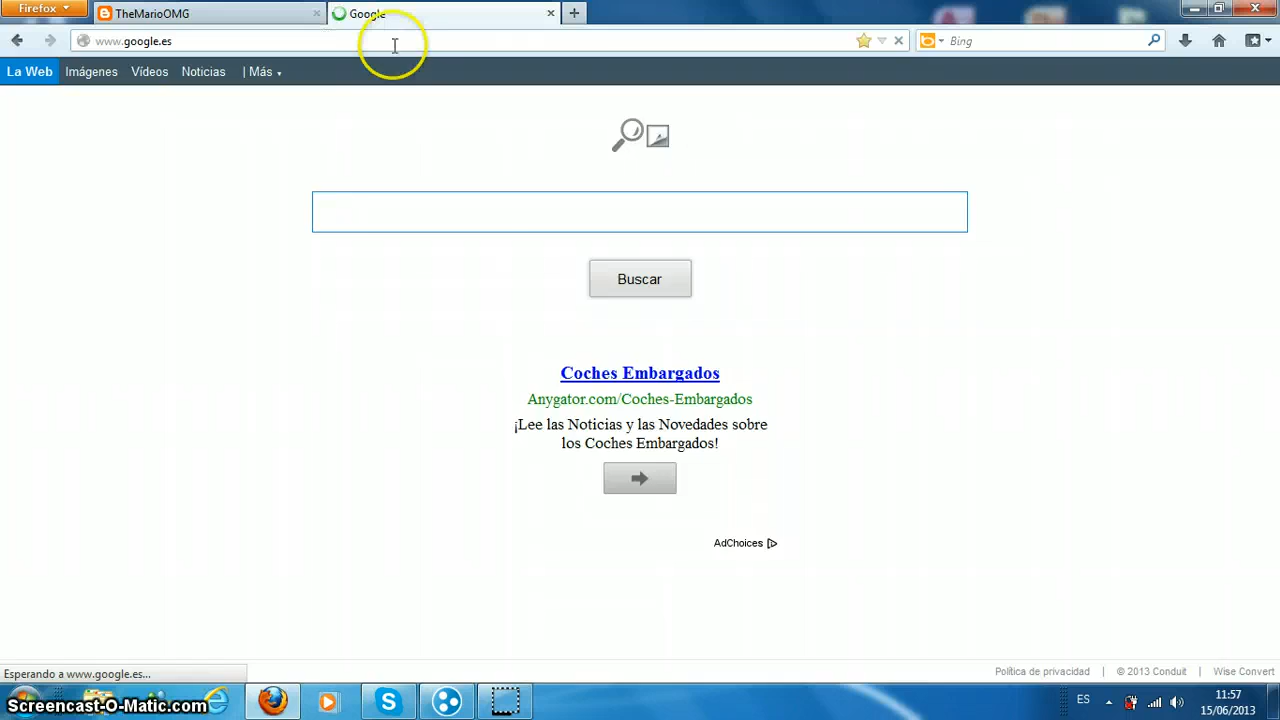 Firefox
TheMarioOMG
Google
www.google.es
Bing
La Web
Imágenes
Vídeos
Noticias
| Más
Buscar
Coches Embargados
Anygator.com/Coches-Embargados
¡Lee las Noticias y las Novedades sobre
los Coches Embargados!
AdChoices
Política de privacidad | © 2013 Conduit | Wise Convert
Esperando a www.google.es...
ES
11:57
15/06/2013
Screencast-O-Matic.com